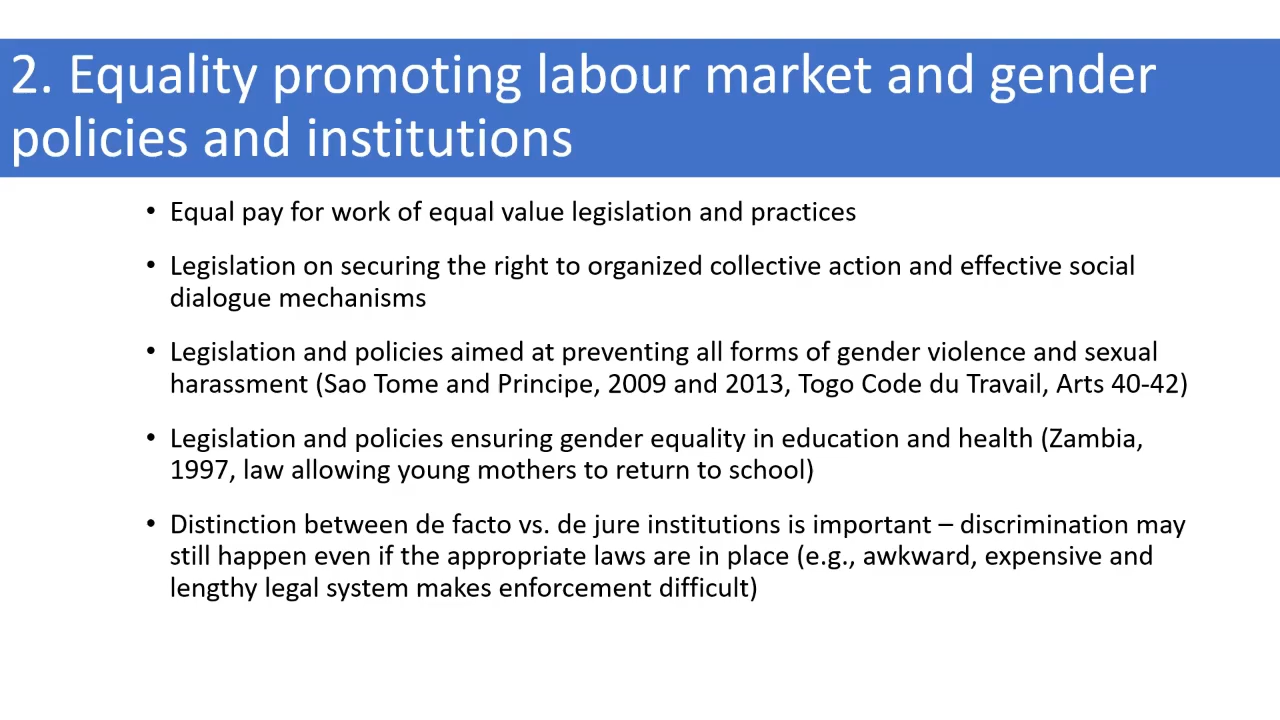 2. Equality promoting labour market and gender
policies and institutions
• Equal pay for work of equal value legislation and practices
• Legislation on securing the right to organized collective action and effective social
dialogue mechanisms
• Legislation and policies aimed at preventing all forms of gender violence and sexual
harassment (Sao Tome and Principe, 2009 and 2013, Togo Code du Travail, Arts 40-42)
• Legislation and policies ensuring gender equality in education and health (Zambia,
1997, law allowing young mothers to return to school)
• Distinction between de facto vs. de jure institutions is important – discrimination may
still happen even if the appropriate laws are in place (e.g., awkward, expensive and
lengthy legal system makes enforcement difficult)